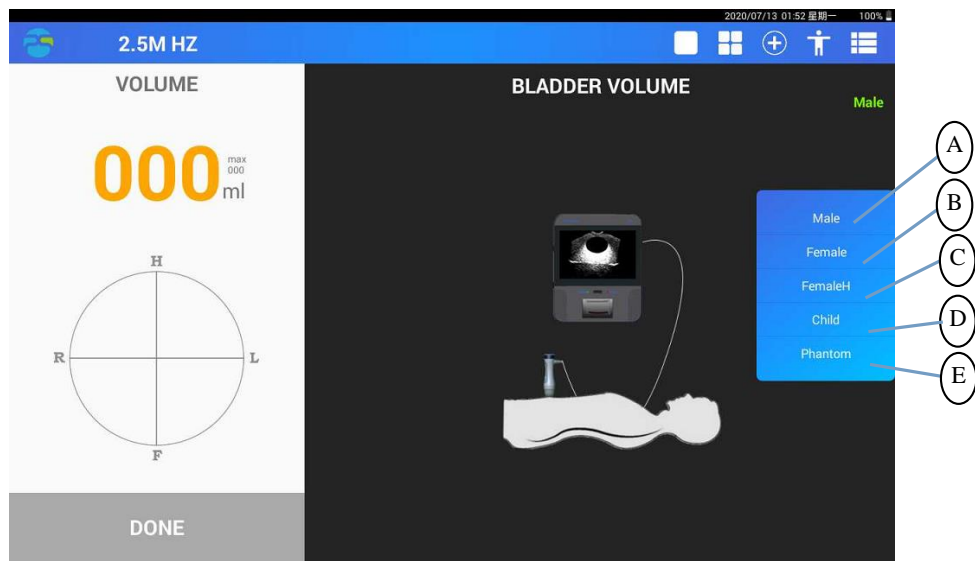 2020/07/13 01:52 星期一 100%
2.5M HZ
VOLUME
000
max
000
ml
H
R
L
F
DONE
BLADDER VOLUME
Male
Male
Female
FemaleH
Child
Phantom
A
B
C
D
E